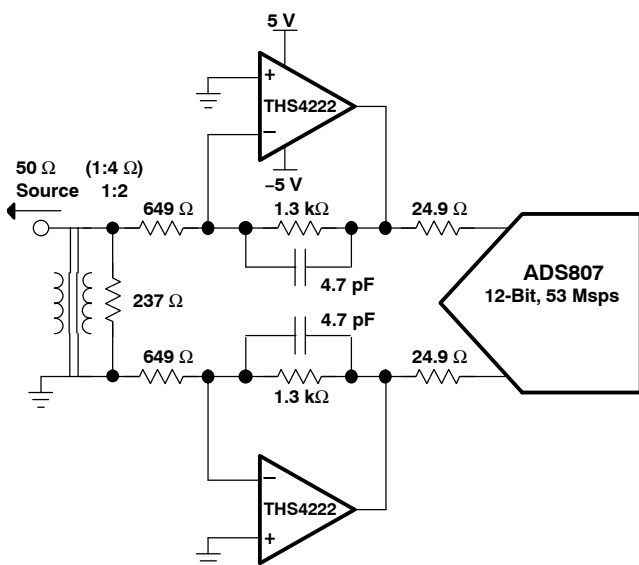 5 V
+
THS4222
−
−5 V
50 Ω
Source
(1:4 Ω)
1:2
649 Ω
1.3 kΩ
24.9 Ω
4.7 pF
237 Ω
ADS807
12-Bit, 53 Msps
4.7 pF
649 Ω
1.3 kΩ
24.9 Ω
−
THS4222
+